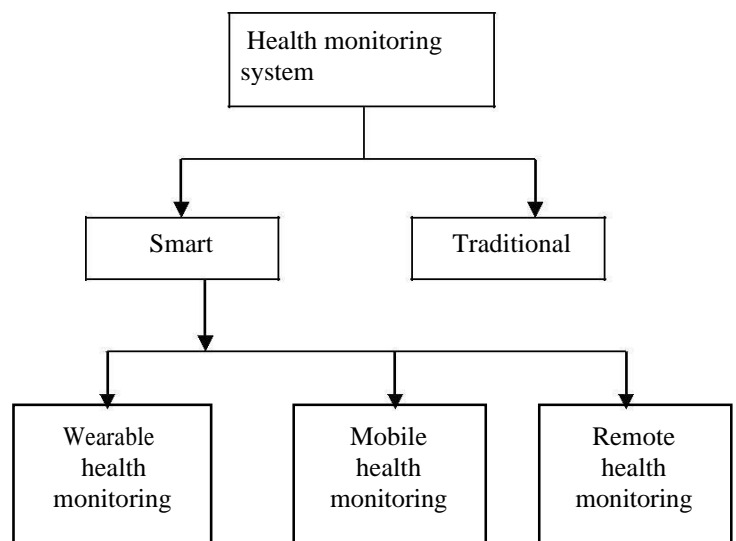 Health monitoring
system
Smart
Traditional
Wearable
health
monitoring
Mobile
health
monitoring
Remote
health
monitoring